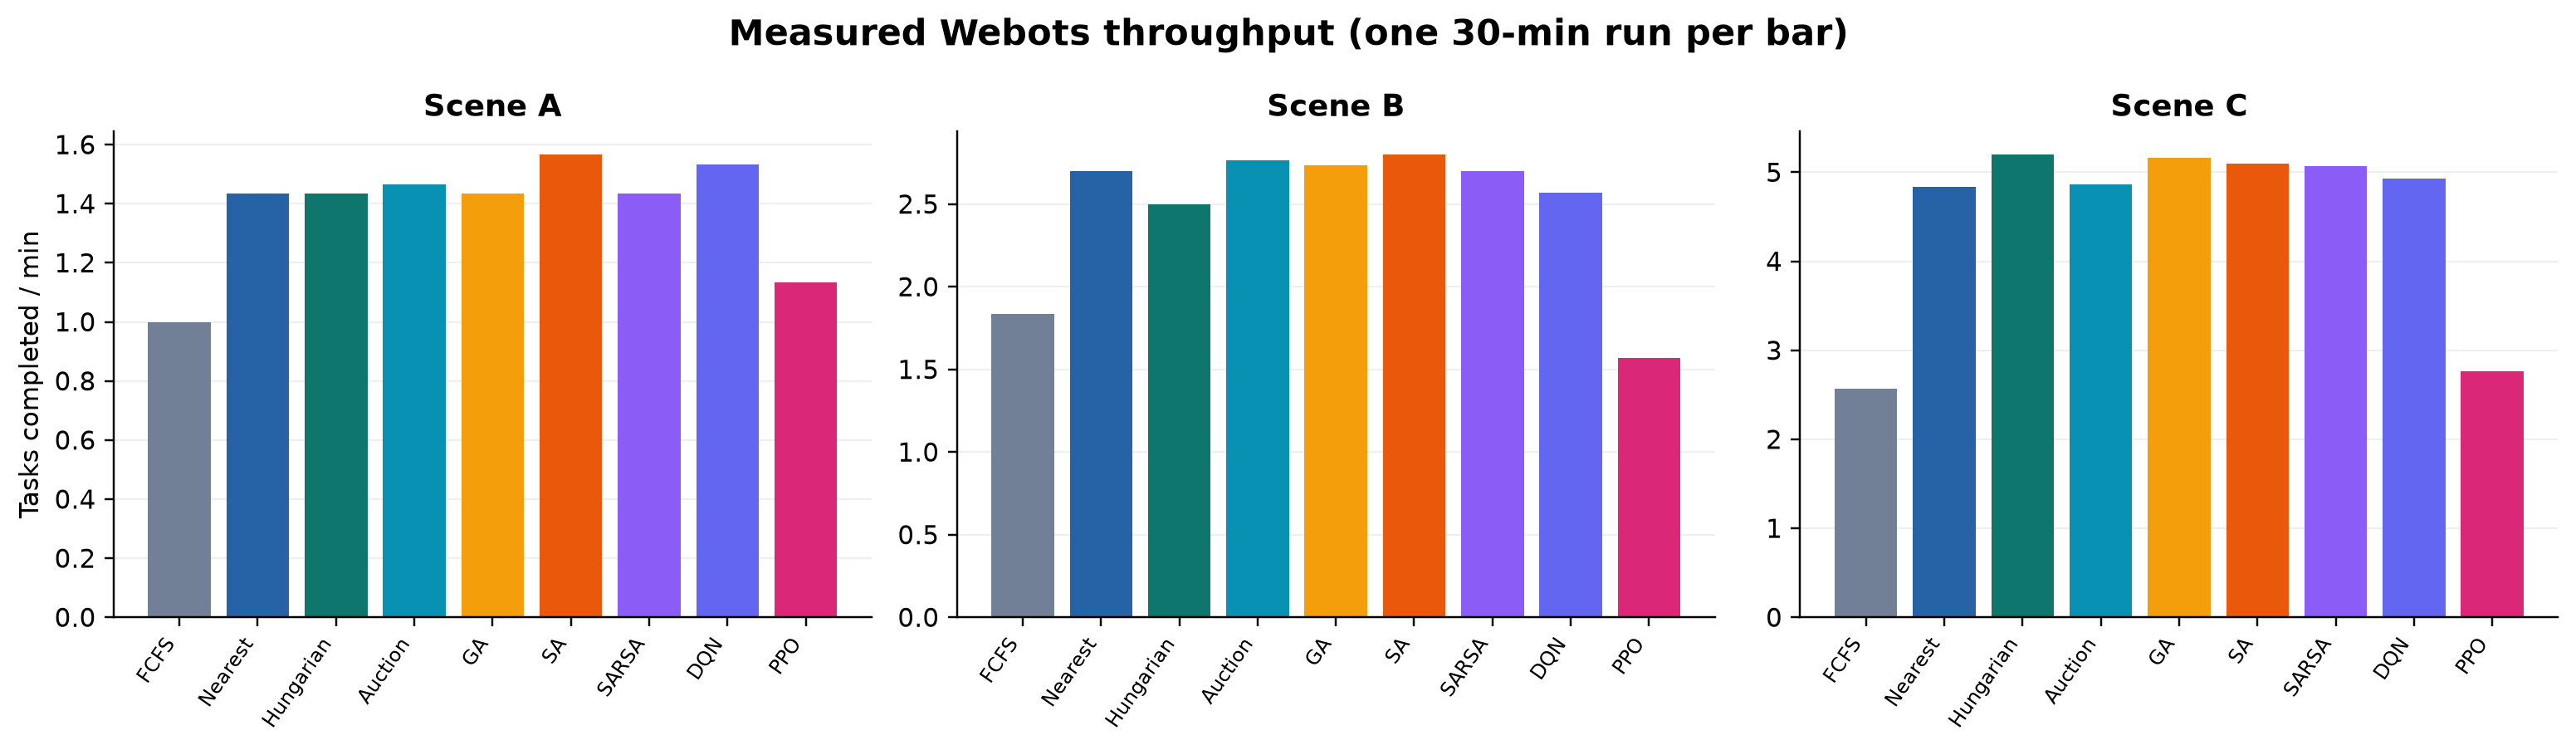 Measured Webots throughput (one 30-min run per bar)
Scene A
Tasks completed / min
1.6
1.4
1.2
1.0
0.8
0.6
0.4
0.2
0.0
FCFS
Nearest
Hungarian
Auction
GA
SA
SARSA
DQN
PPO
Scene B
2.5
2.0
1.5
1.0
0.5
0.0
FCFS
Nearest
Hungarian
Auction
GA
SA
SARSA
DQN
PPO
Scene C
5
4
3
2
1
0
FCFS
Nearest
Hungarian
Auction
GA
SA
SARSA
DQN
PPO